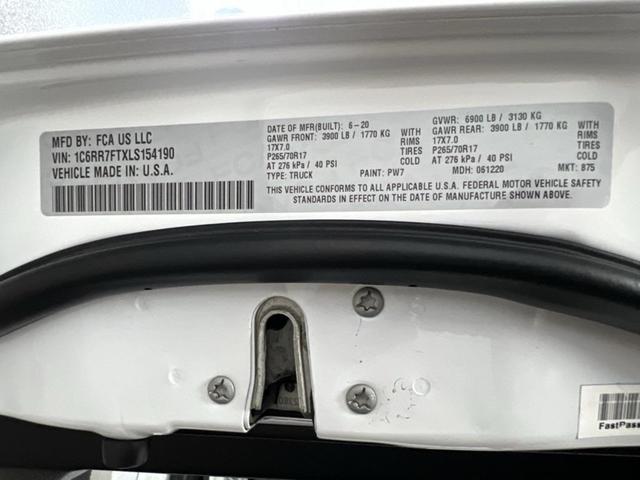 MFD BY: FCA US LLC
VIN: 1C6RR7FTXLS154190
VEHICLE MADE IN: U.S.A.
DATE OF MFR(BUILT): 6-20
GVWR: 6900 LB / 3130 KG
GAWR FRONT: 3900 LB / 1770 KG WITH
GAWR REAR: 3900 LB / 1770 KG WITH
17X7.0 RIMS
17X7.0 RIMS
P265/70R17 TIRES
P265/70R17 TIRES
AT 276 kPa / 40 PSI COLD
AT 276 kPa / 40 PSI COLD
TYPE: TRUCK PAINT: PW7 MDH: 061220 MKT: 875
THIS VEHICLE CONFORMS TO ALL APPLICABLE U.S.A. FEDERAL MOTOR VEHICLE SAFETY
STANDARDS IN EFFECT ON THE DATE OF MANUFACTURE SHOWN ABOVE.
FastPass